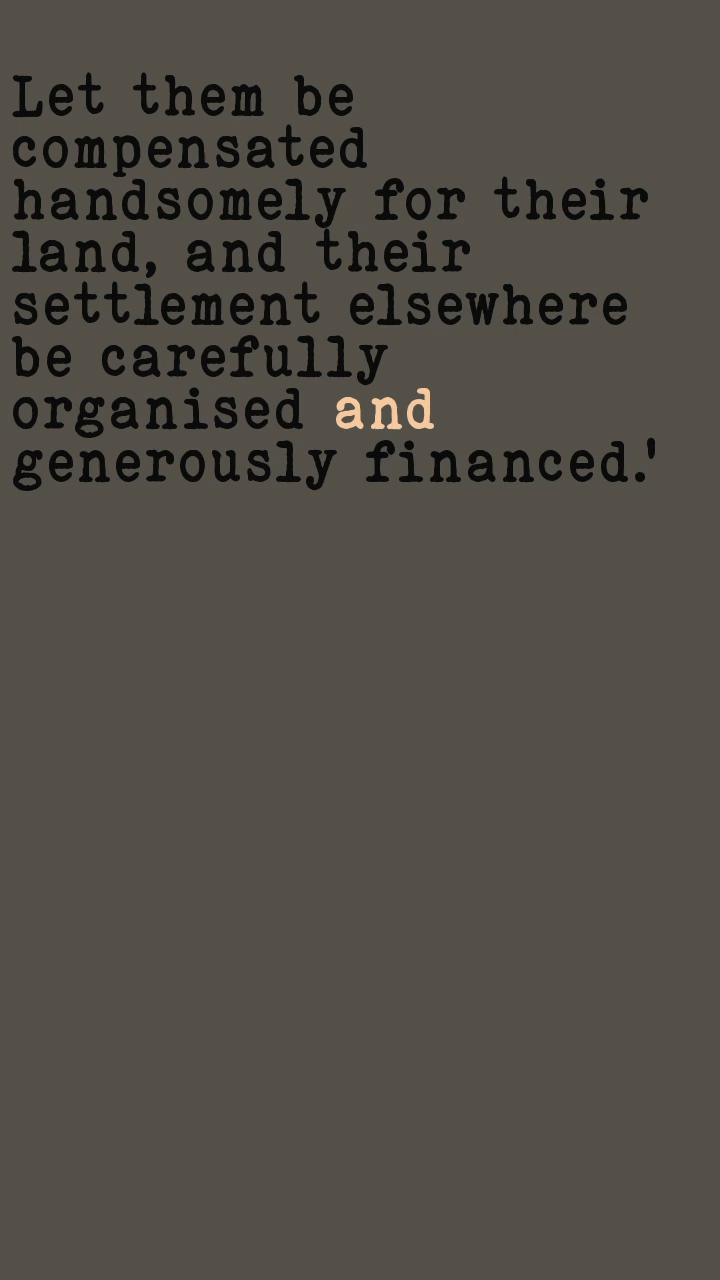 Let them be
compensated
handsomely for their
land, and their
settlement elsewhere
be carefully
organised and
generously financed.'